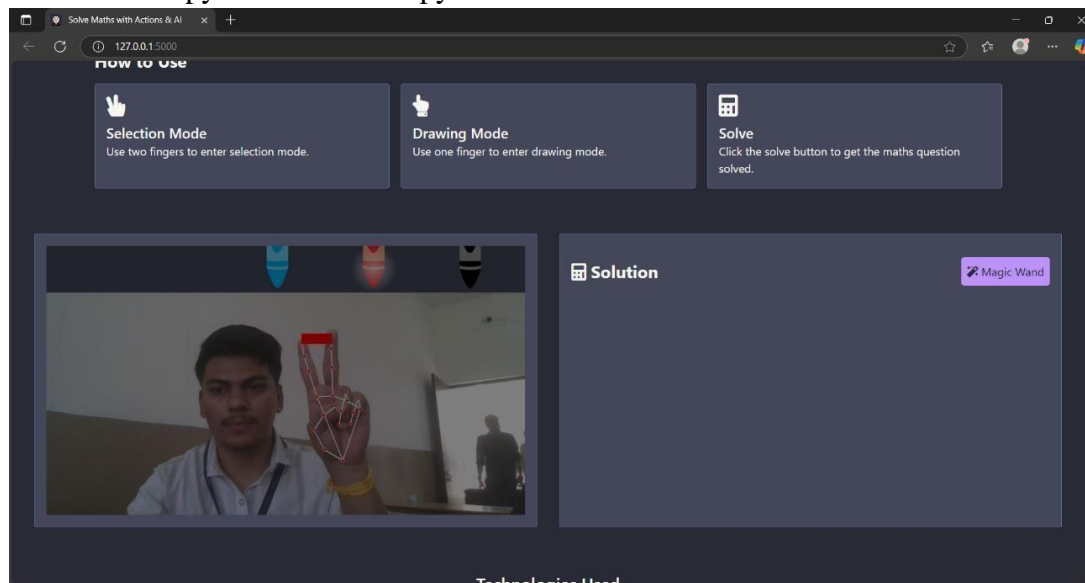 Solve Maths with Actions & AI
127.0.0.1:5000
How to Use
Selection Mode
Use two fingers to enter selection mode.
Drawing Mode
Use one finger to enter drawing mode.
Solve
Click the solve button to get the maths question
solved.
Solution
Magic Wand
Technologies Used